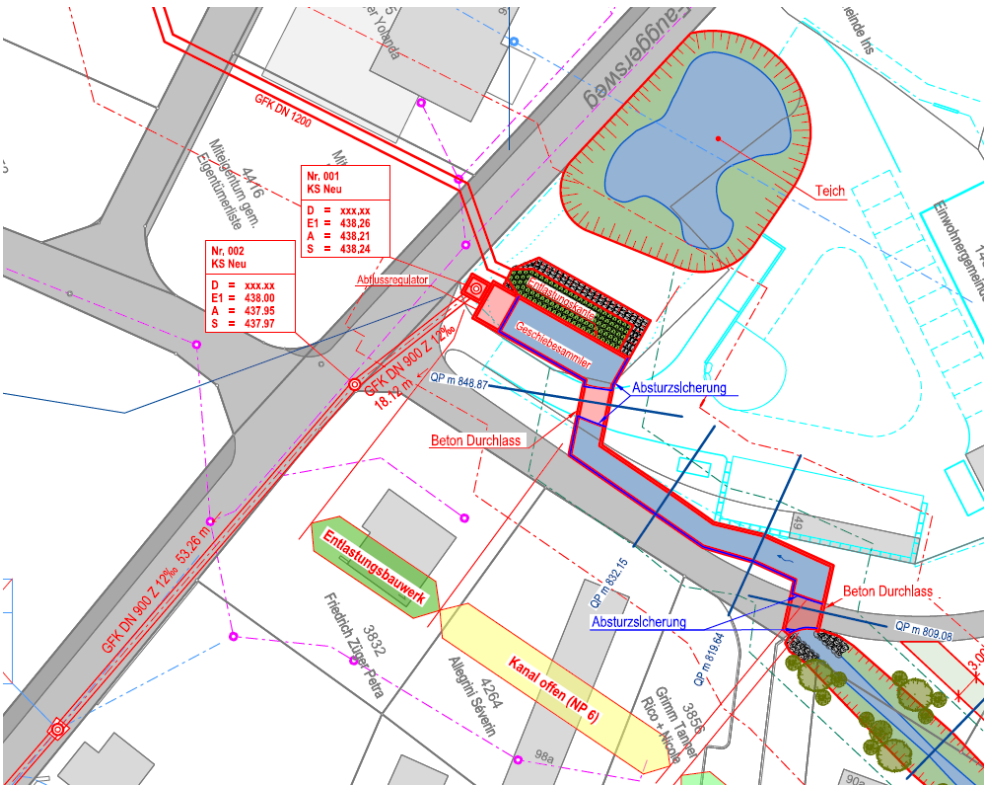 Fauggersweg
GFK DN 1200
4416
Miteigentum gem.
Eigentümerliste
Nr. 001
KS Neu
D = xxx,xx
E1 = 438,26
A = 438,21
S = 438,24
Nr. 002
KS Neu
D = xxx.xx
E1 = 438.00
A = 437.95
S = 437.97
Abflussregulator
Entlastungskante
Geschiebesammler
Teich
Einwohnergemeinde
GFK DN 900 Z 12‰
18.12 m
QP m 848.87
Absturzsicherung
Beton Durchlass
49
GFK DN 900 Z 12‰ 53.26 m
Entlastungsbauwerk
QP m 832.15
QP m 819.64
Beton Durchlass
Absturzsicherung
QP m 809.08
3832
Friedrich Züger Petra
Kanal offen (NP 6)
4264
Allegrini Séverin
3856
Grimm Tanner
Rico + Nicole
98a
90a
3.00